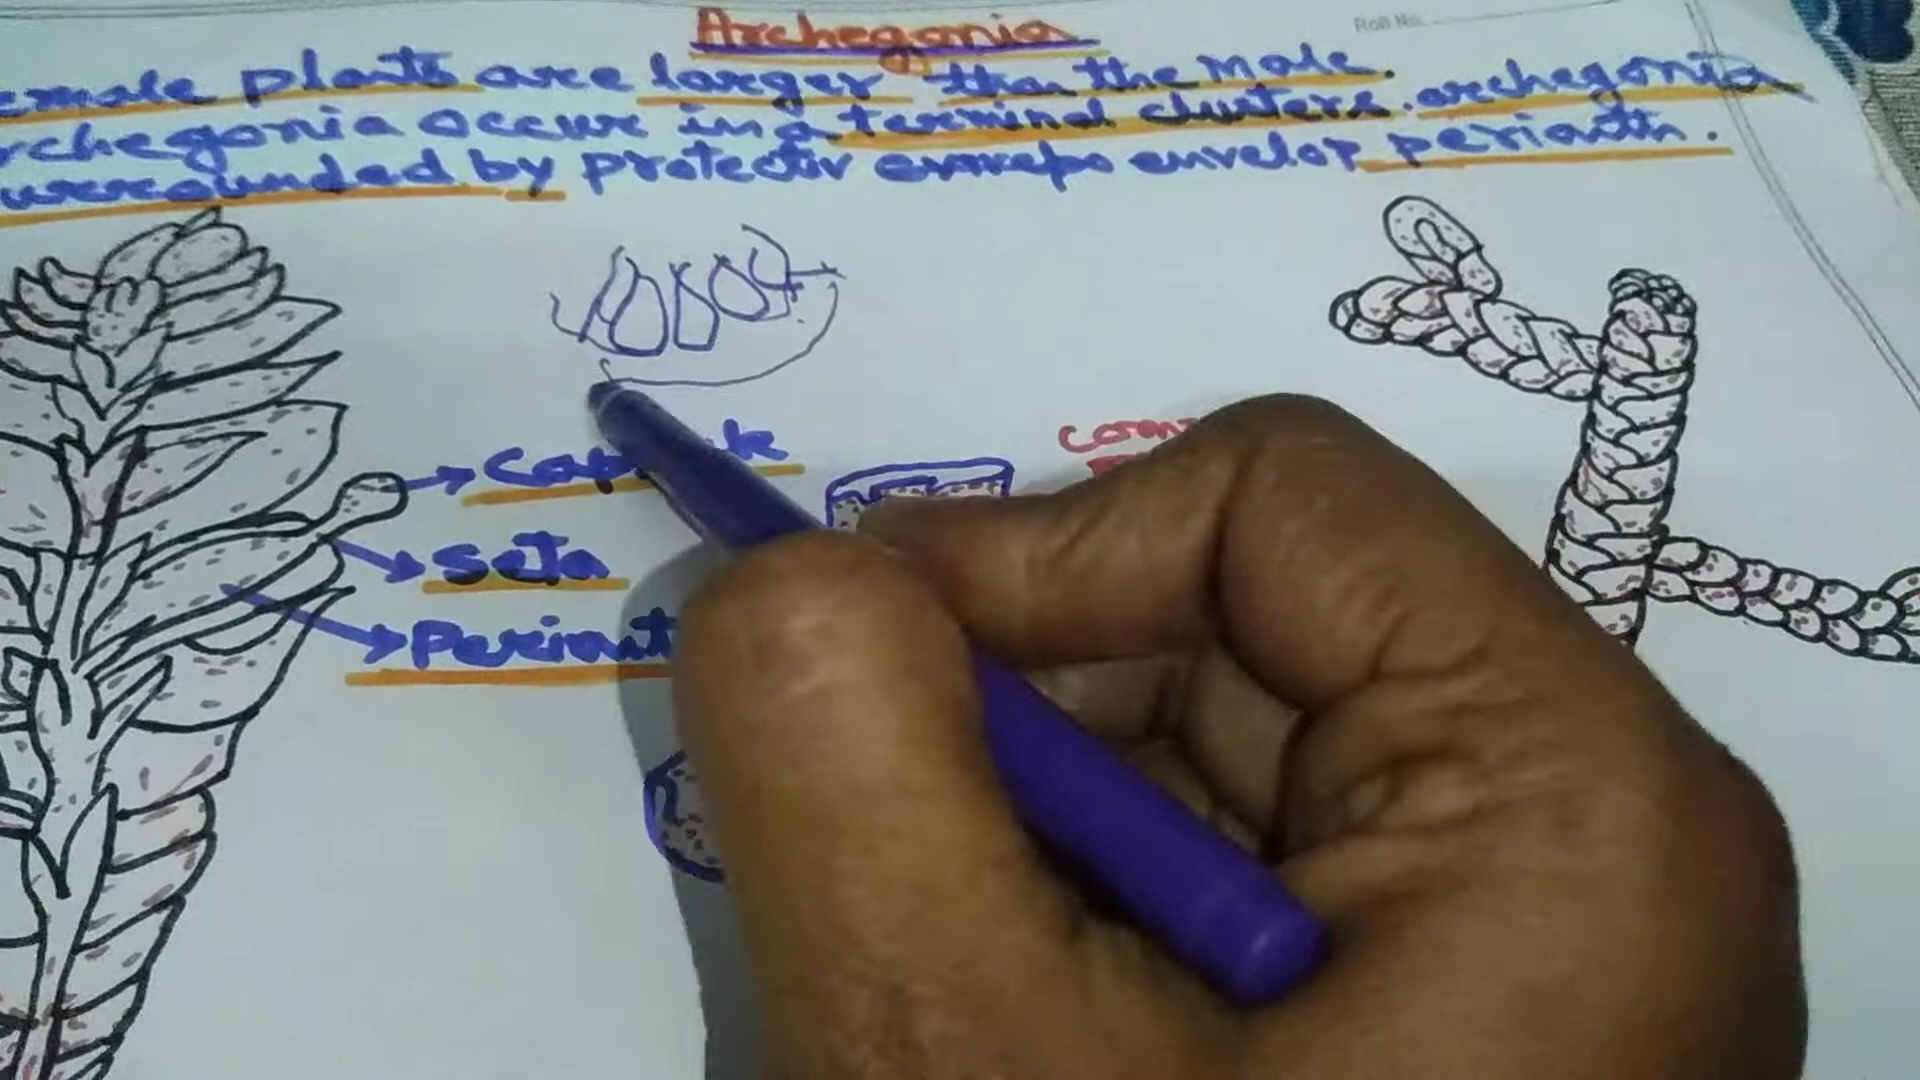 Roll No.
Archegonia
emale plants are larger than the male.
rchegonia occur in a terminal clusters. archegonia
urrounded by protectiv envelop perianth.
Seta